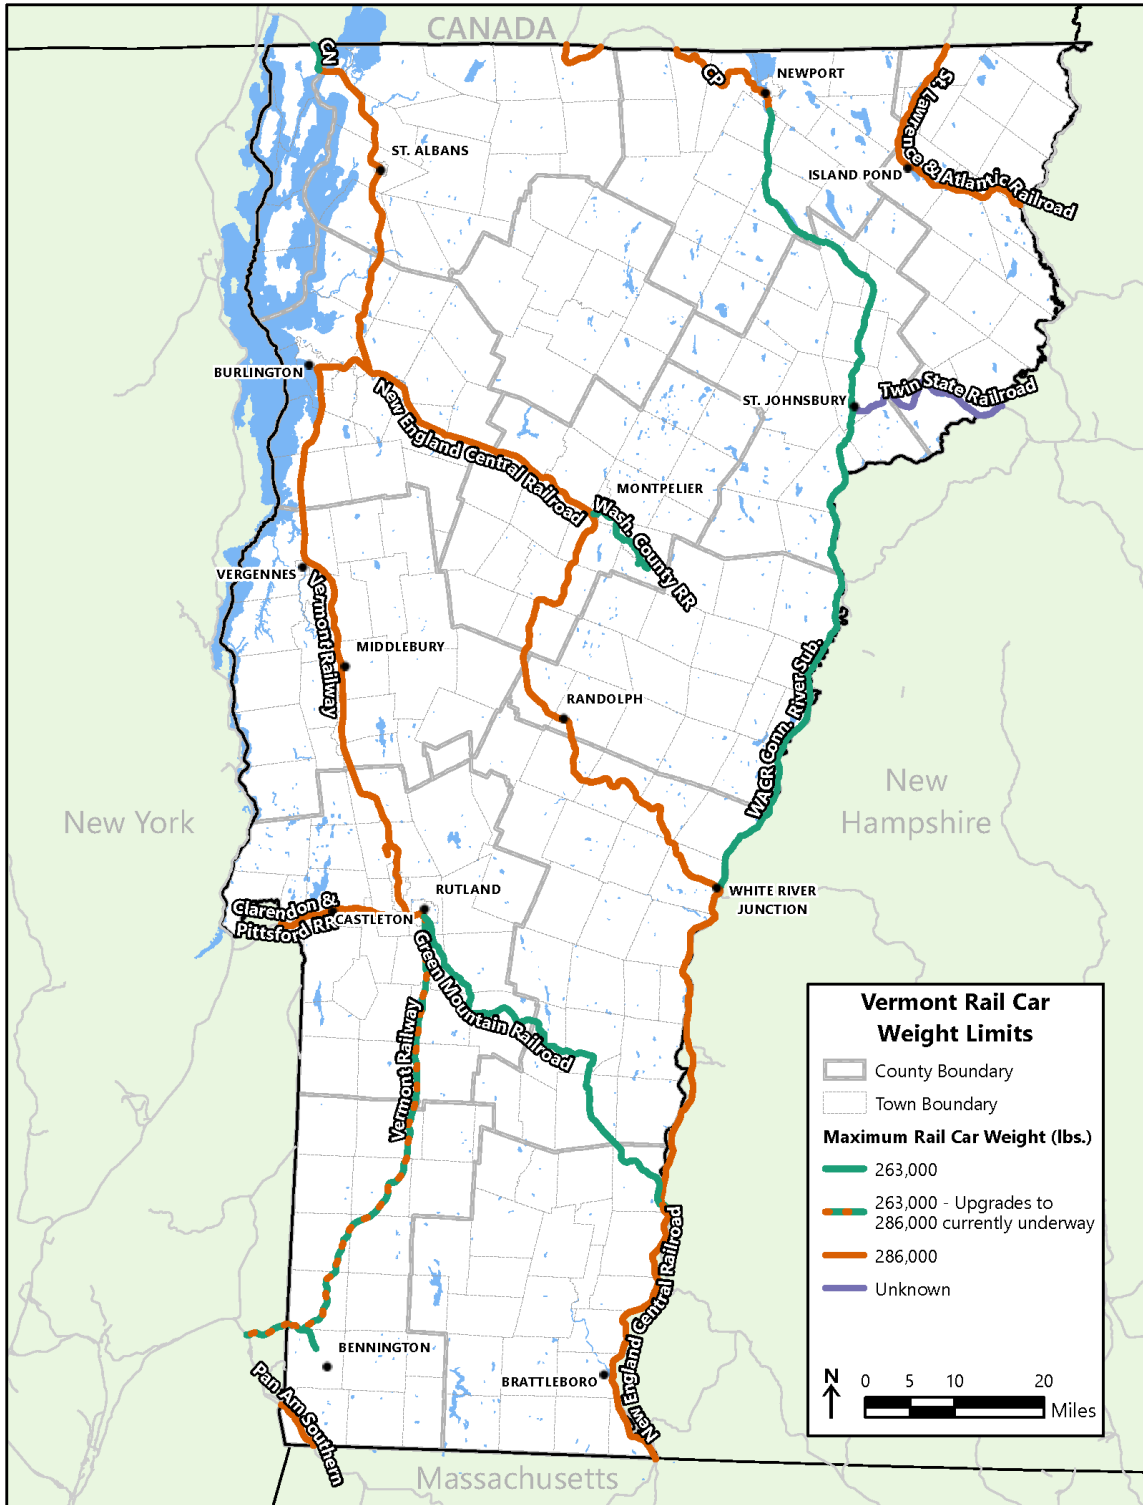 CANADA
CN
CP
NEWPORT
St. Lawrence & Atlantic Railroad
ST. ALBANS
ISLAND POND
BURLINGTON
New England Central Railroad
ST. JOHNSBURY
Twin State Railroad
MONTPELIER
Wash. County RR
VERGENNES
Vermont Railway
MIDDLEBURY
RANDOLPH
WACR Conn. River Sub.
New York
New
Hampshire
RUTLAND
WHITE RIVER
JUNCTION
Clarendon &
Pittsford RR
CASTLETON
Green Mountain Railroad
Vermont Railway
New England Central Railroad
BENNINGTON
BRATTLEBORO
Pan Am Southern
Massachusetts
Vermont Rail Car
Weight Limits
County Boundary
Town Boundary
Maximum Rail Car Weight (lbs.)
263,000
263,000 - Upgrades to
286,000 currently underway
286,000
Unknown
N
0 5 10 20
Miles